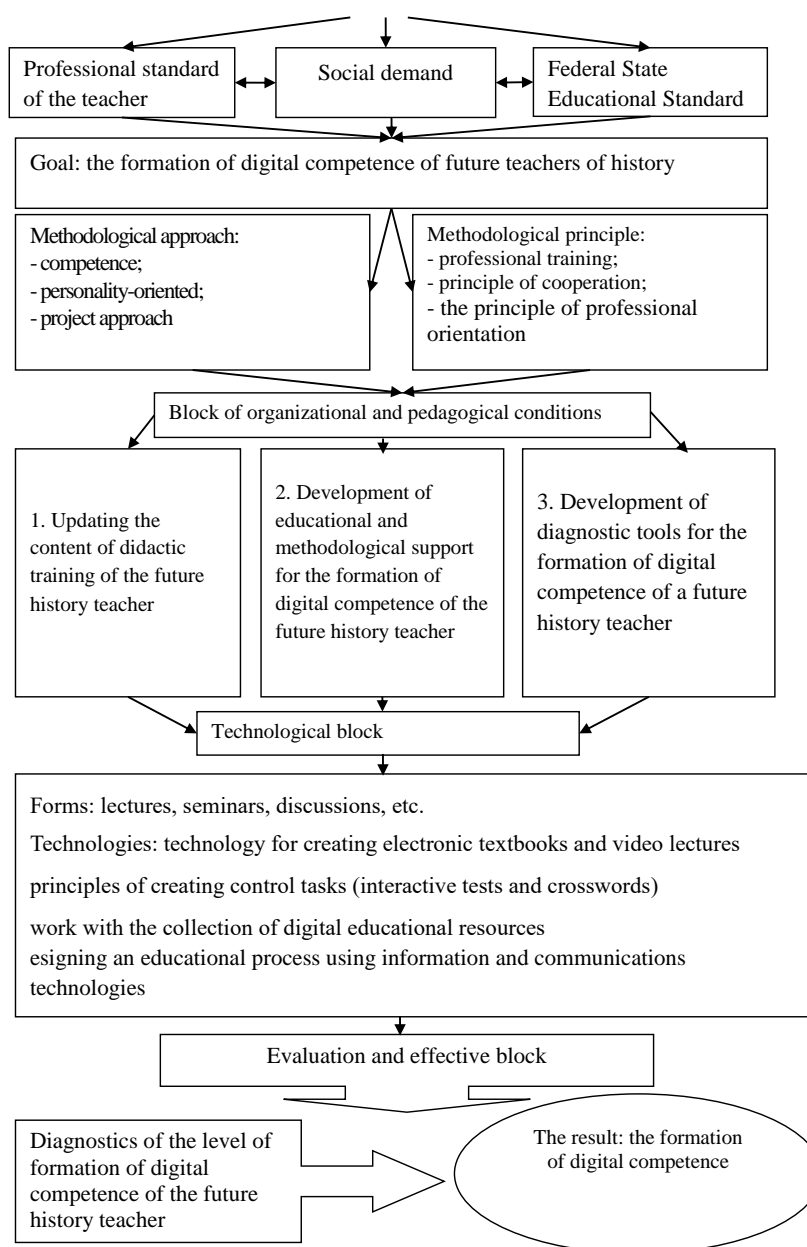 Professional standard
of the teacher
Social demand
Federal State
Educational Standard
Goal: the formation of digital competence of future teachers of history
Methodological approach:
- competence;
- personality-oriented;
- project approach
Methodological principle:
- professional training;
- principle of cooperation;
- the principle of professional
orientation
Block of organizational and pedagogical conditions
1. Updating the
content of didactic
training of the future
history teacher
2. Development of
educational and
methodological support
for the formation of
digital competence of the
future history teacher
3. Development of
diagnostic tools for the
formation of digital
competence of a future
history teacher
Technological block
Forms: lectures, seminars, discussions, etc.
Technologies: technology for creating electronic textbooks and video lectures
principles of creating control tasks (interactive tests and crosswords)
work with the collection of digital educational resources
esigning an educational process using information and communications
technologies
Evaluation and effective block
Diagnostics of the level of
formation of digital
competence of the future
history teacher
The result: the formation
of digital competence